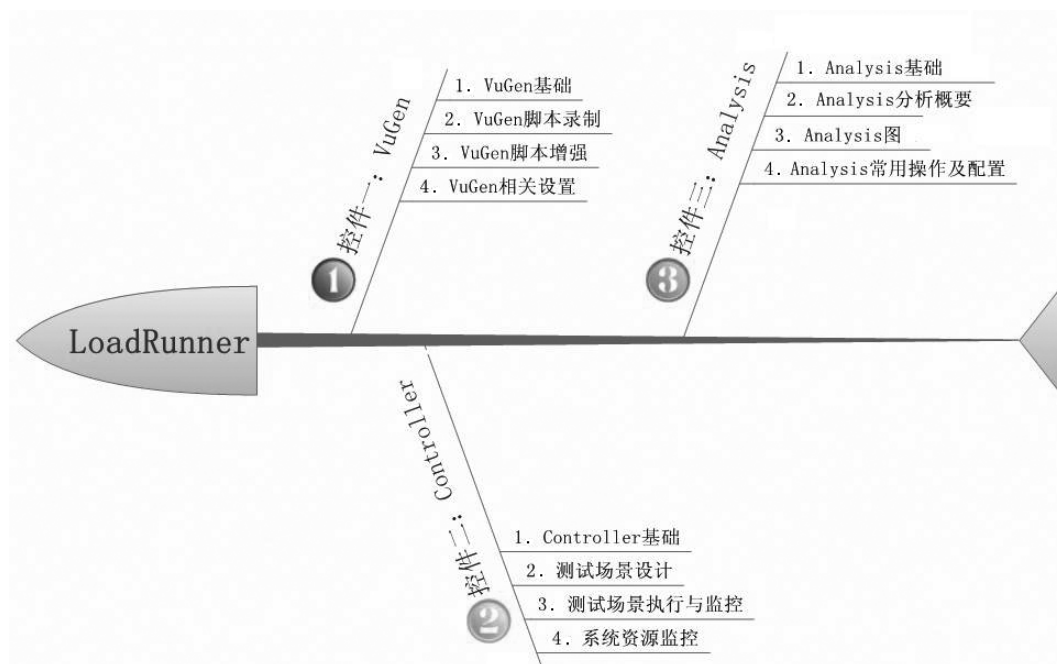 LoadRunner
1
控件一：VuGen
1. VuGen基础
2. VuGen脚本录制
3. VuGen脚本增强
4. VuGen相关设置
3
控件三：Analysis
1. Analysis基础
2. Analysis分析概要
3. Analysis图
4. Analysis常用操作及配置
2
控件二：Controller
1. Controller基础
2. 测试场景设计
3. 测试场景执行与监控
4. 系统资源监控